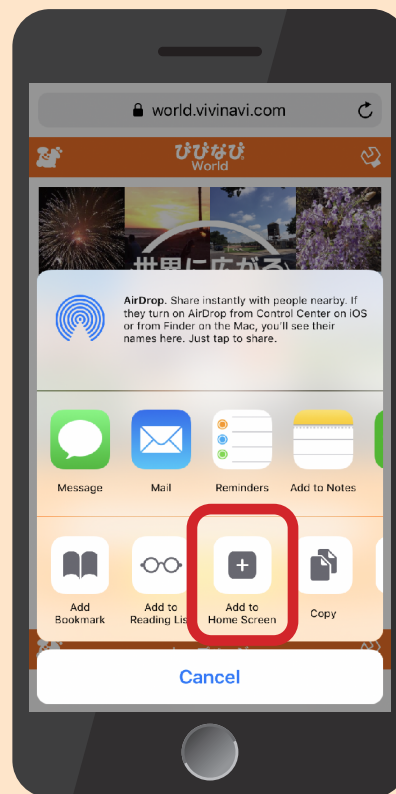 world.vivinavi.com
びびなび
World
世界に広がる
AirDrop. Share instantly with people nearby. If
they turn on AirDrop from Control Center on iOS
or from Finder on the Mac, you'll see their
names here. Just tap to share.
Message Mail Reminders Add to Notes
Add
Bookmark
Add to
Reading Lis
Add to
Home Screen
Copy
Cancel